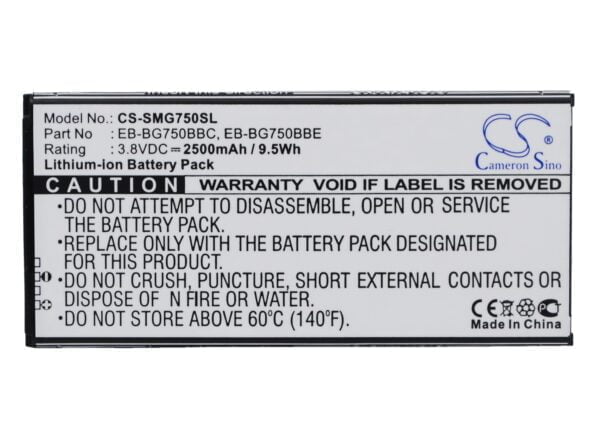 Model No.: CS-SMG750SL
Part No : EB-BG750BBC, EB-BG750BBE
Rating : 3.8VDC 2500mAh / 9.5Wh
Lithium-ion Battery Pack
CS
Cameron Sino
CAUTION WARRANTY VOID IF LABEL IS REMOVED
•DO NOT ATTEMPT TO DISASSEMBLE, OPEN OR SERVICE
THE BATTERY PACK.
•REPLACE ONLY WITH THE BATTERY PACK DESIGNATED
FOR THIS PRODUCT.
•DO NOT CRUSH, PUNCTURE, SHORT EXTERNAL CONTACTS OR
DISPOSE OF N FIRE OR WATER.
•DO NOT STORE ABOVE 60°C (140°F).
CE
Made In China